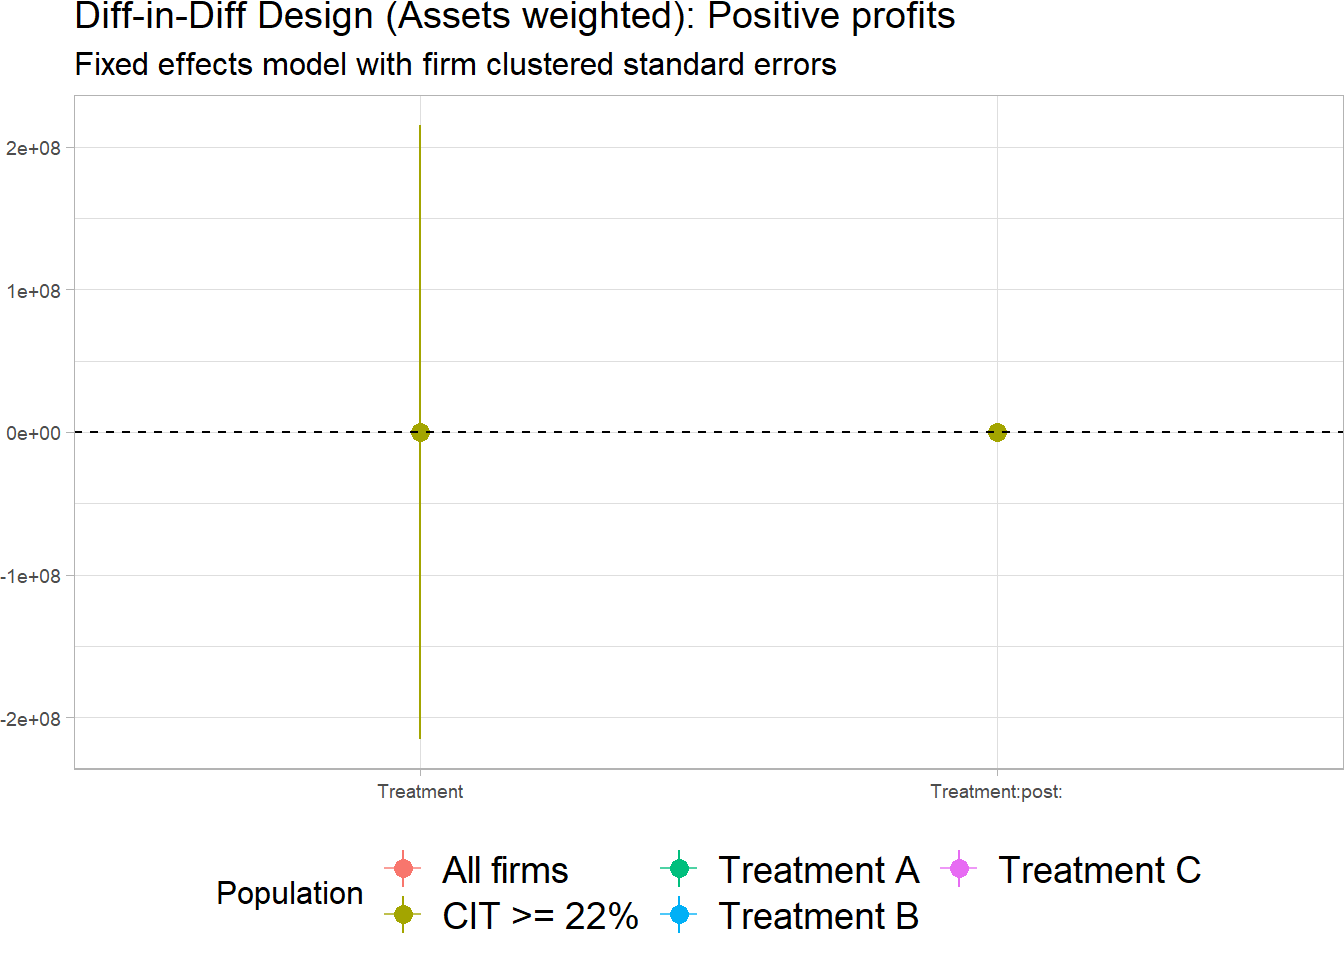 Diff-in-Diff Design (Assets weighted): Positive profits
Fixed effects model with firm clustered standard errors
2e+08
1e+08
0e+00
-1e+08
-2e+08
Treatment
Treatment:post:
Population
All firms
Treatment A
Treatment C
CIT >= 22%
Treatment B